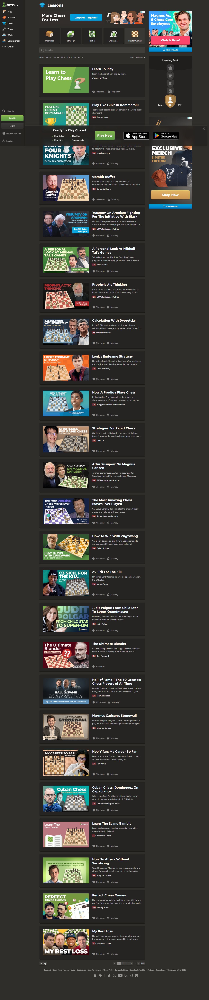 Chess.com
Play
Puzzles
Learn
Train
Watch
Community
Other
Search
Sign Up
Log In
Help & Support
English
Lessons
More Chess
For Less
Upgrade Together
Openings
Strategy
Tactics
Endgames
Master Games
Search...
Level: All
Theme: All
Instructor: All
Sort: Release
Learn to
Play Chess
Learn To Play
Learn the basics of how to play chess.
Chess.com Team
12 Lessons
Beginner
PLAY LIKE
GUKESH
DOMMARAJU
Play Like Gukesh Dommaraju
Test yourself against the best games of the world chess
champion!
NM Jeremy Kane
Ready to Play Chess?
Play Online
Play Bots
Play Friends
Tournaments
Play Now
Download on the
App Store
GET IT ON
Google Play
JAN'S
FOUR
KNIGHTS
BY GM JAN GUSTAFSSON
to 3.Nc3 in the most ambitious manner. This is...
GM Jan Gustafsson
4 Lessons
Mastery
Gambit
Buffet
GM Simon Williams
Gambit Buffet
Grandmaster Simon Williams combines an
introduction to gambits after the first move 1.e4 with...
GM Simon Williams
16 Lessons
Mastery
YUSUPOV ON
ARONIAN:
Fighting For The
Initiative With Black
by GM Artur
Yusupov
Yusupov On Aronian: Fighting
For The Initiative With Black
GM Artur Yusupov demonstrates how GM Levon
Aronian, one of the best players this century fights fo...
GM GMArturYusupovAuthor
3 Lessons
Mastery
A PERSONAL
LOOK AT MIKHAIL
TAL'S GAMES
GM PETER SVIDLER
A Personal Look At Mikhail
Tal's Games
Tal, nicknamed the "Magician from Riga," was a
gregarious and unworldly genius who overwhelmed...
GM Peter Svidler
6 Lessons
Mastery
PROPHYLACTIC
THINKING
by GM Artur
Yusupov
Prophylactic Thinking
Artur Yusupov is back! The former World Number 3,
famous coach, and pupil of Mark Dvoretsky, shares...
GM GMArturYusupovAuthor
7 Lessons
Mastery
CALCULATION
WITH DVORETSKY
IM MARK DVORETSKY
Calculation With Dvoretsky
In 2016, GM Jan Gustafsson sat down to discuss
calculation with the legendary trainer, Mark Dvoretsk...
IM Mark Dvoretsky
6 Lessons
Mastery
LOEK'S ENDGAME
STRATEGY
by GM Loek van Wely
Loek's Endgame Strategy
Eight-time Dutch Champion, Loek van Wely teaches us
the practical side of endgames at the grandmaster...
GM Loek van Wely
8 Lessons
Mastery
HOW A PRODIGY
PLAYS CHESS
Praggnanandhaa
Rameshbabu
How A Prodigy Plays Chess
Indian prodigy Praggnanandhaa Rameshbabu
showcases some of the best games of his young but...
GM Praggnanandhaa Rameshbabu
8 Lessons
Mastery
STRATEGIES
FOR RAPID CHESS
BY GM LIEM LE
Strategies For Rapid Chess
GM Liem Le offers his insights for successful play at
faster time controls, based on his personal experienc...
GM Liem Le
4 Lessons
Mastery
Artur Yusupov:
ON MAGNUS
CARLSEN
Artur Yusupov: On Magnus
Carlsen
Two top grandmasters, Artur Yusupow and Jan
Gustafsson look at the reasons behind Magnus...
GM GMArturYusupovAuthor
5 Lessons
Mastery
The Most Amazing
Chess Moves Ever
Played
by GM Surya
Ganguly
The Most Amazing Chess
Moves Ever Played
GM Surya Ganguly demonstrates the greatest chess
moves every played with every piece!
GM Surya Shekhar Ganguly
7 Lessons
Mastery
HOW TO WIN
WITH ZUGZWANG
by GM DEJAN BOJKOV
How To Win With Zugzwang
GM Dejan Bojkov explains how to use zugzwang to
win games and tie your opponents in knots!
GM Dejan Bojkov
5 Lessons
Mastery
C3 SICIL FOR
THE KILL
CANTY
c3 Sicil For The Kill
FM James Canty teaches his favorite opening weapon,
the c3 Sicilian!
FM James Canty
5 Lessons
Mastery
JUDIT
POLGAR
FROM CHILD STAR
TO SUPER-GM
Chess.com
Judit Polgar: From Child Star
To Super-Grandmaster
IM Danny Rensch interviews GM Judit Polgar about
highlights from her amazing career!
GM Judit Polgar
6 Lessons
Mastery
The Ultimate
Blunder
by GM Ben Finegold
??
The Ultimate Blunder
GM Ben Finegold shows the biggest mistake you can
make in chess, resigning in a winning or drawn...
GM Ben Finegold
4 Lessons
HALL FAME
THE 50 GREATEST CHESS
PLAYERS OF ALL TIME
By GMs Peter Heine Nielsen and Jan Gustafsson
Hall of Fame | The 50 Greatest
Chess Players of All Time
Grandmasters Jan Gustafsson and Peter Heine Nielsen
bring your their list of the 50 greatest chess players i...
GM Jan Gustafsson
50 Lessons
Mastery
MAGNUS CARLSEN'S
STONEWALL
Magnus Carlsen's Stonewall
World Champion Magnus Carlsen teaches you how to
play the Stonewall, an opening based on putting you...
GM Magnus Carlsen
5 Lessons
Mastery
MY CAREER SO FAR
by GM Hou Yifan
Hou Yifan: My Career So Far
Learn from women's world champion, GM Hou Yifan,
as she describes her career highlights.
GM Hou Yifan
7 Lessons
Mastery
Cuban Chess
Dominguez On Capablanca
Cuban Chess: Dominguez On
Capablanca
Why is Jose Raul Capablanca still admired a century
after his reign as world champion? GM Leinier...
GM Leinier Dominguez Perez
5 Lessons
Mastery
Learn The
Evans Gambit
Chess.com
Learn The Evans Gambit
Learn to play one of the sharpest and most exciting
openings in all of chess!
M Chess.com Coach
3 Lessons
Mastery
How To Attack Without Sacrificing
by World Champion - Magnus Carlsen
How To Attack Without
Sacrificing
World Champion Magnus Carlsen teaches you how to
attack! By going through some of his best games,...
GM Magnus Carlsen
4 Lessons
Mastery
PERFECT
Chess Games
Game Review
Perfect Chess Games
Have you ever played a perfect chess game? See if you
can find the moves from amazing games that earned...
NM Jeremy Kane
5 Lessons
Mastery
MY BEST LOSS
My Best Loss
Normally top players focus on their wins, but you can
learn even more from your losses. Check out how...
M Chess.com Coach
4 Lessons
Mastery
Top
1
2
3
4
...
Last
Magnus Vs.
8 Chess.Com
Employees
Watch Now!
Remove Ads
Learning Rank
Pawn
0
0/10
EXCLUSIVE
MERCH
LIMITED
EDITION
Shop Now
Remove Ads
Support • Chess Terms • About • Jobs • Developers • User Agreement • Privacy Policy • Privacy Settings • Cheating & Fair Play • Partners • Compliance • Chess.com, LLC © 2026